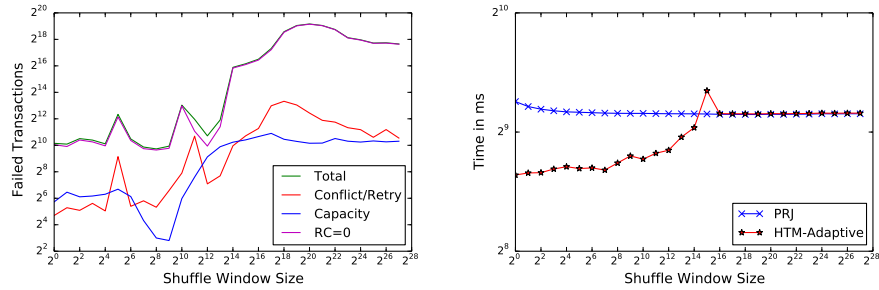 2^20
2^18
2^16
2^14
2^12
2^10
2^8
2^6
2^4
2^2
Failed Transactions
Total
Conflict/Retry
Capacity
RC=0
2^0 2^2 2^4 2^6 2^8 2^10 2^12 2^14 2^16 2^18 2^20 2^22 2^24 2^26 2^28
Shuffle Window Size
2^10
2^9
2^8
Time in ms
PRJ
HTM-Adaptive
2^0 2^2 2^4 2^6 2^8 2^10 2^12 2^14 2^16 2^18 2^20 2^22 2^24 2^26 2^28
Shuffle Window Size